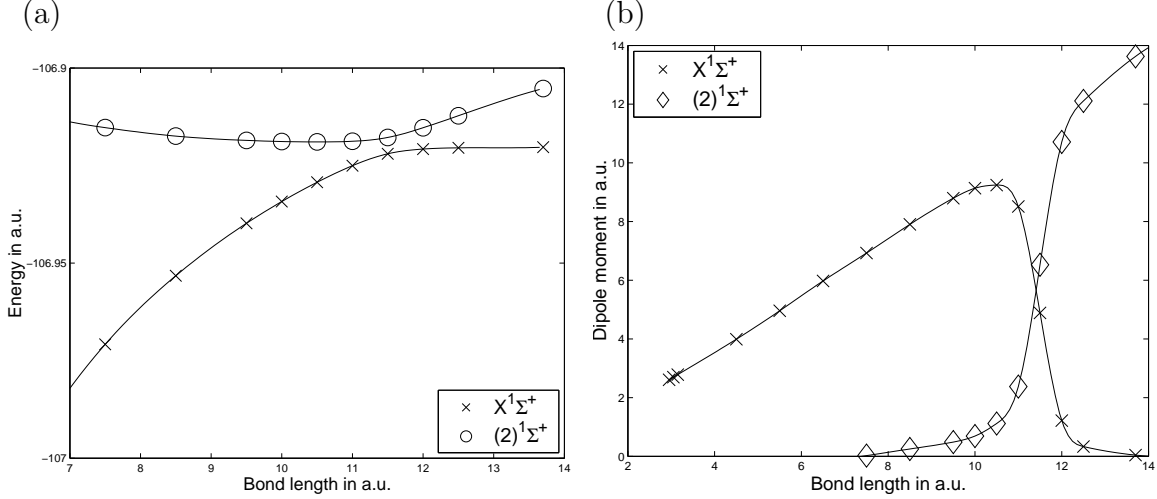 (a)
−106.9
−106.95
−107
7 8 9 10 11 12 13 14
Energy in a.u.
Bond length in a.u.
X¹Σ⁺
(2)¹Σ⁺
(b)
14
12
10
8
6
4
2
0
2 4 6 8 10 12 14
Dipole moment in a.u.
Bond length in a.u.
X¹Σ⁺
(2)¹Σ⁺